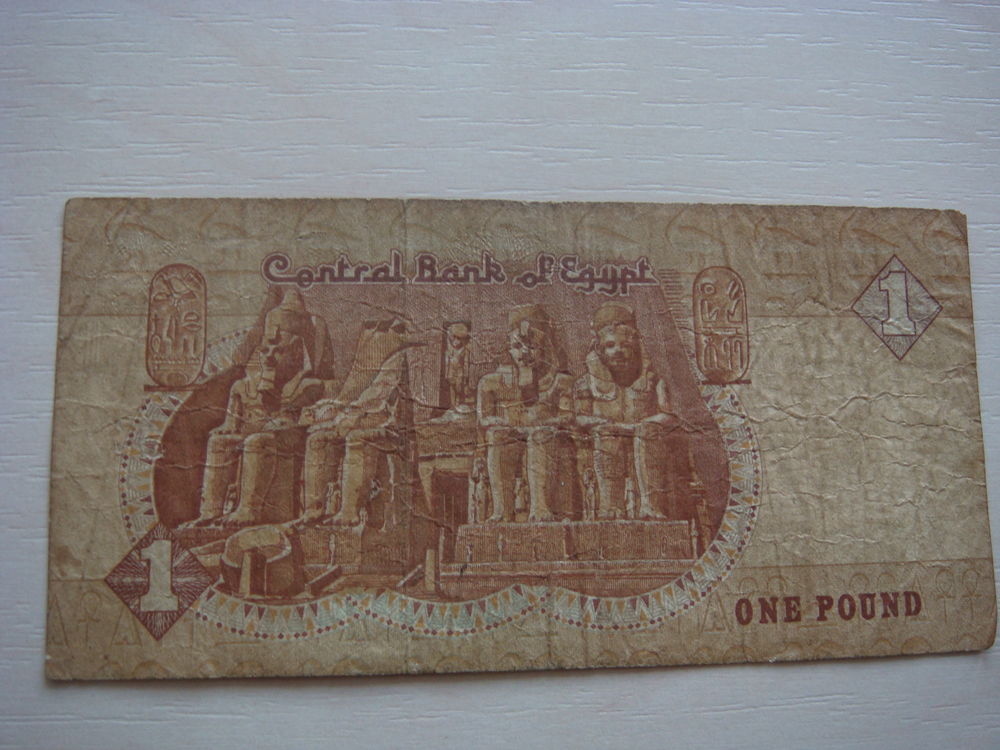 Central Bank of Egypt
1
1
ONE POUND